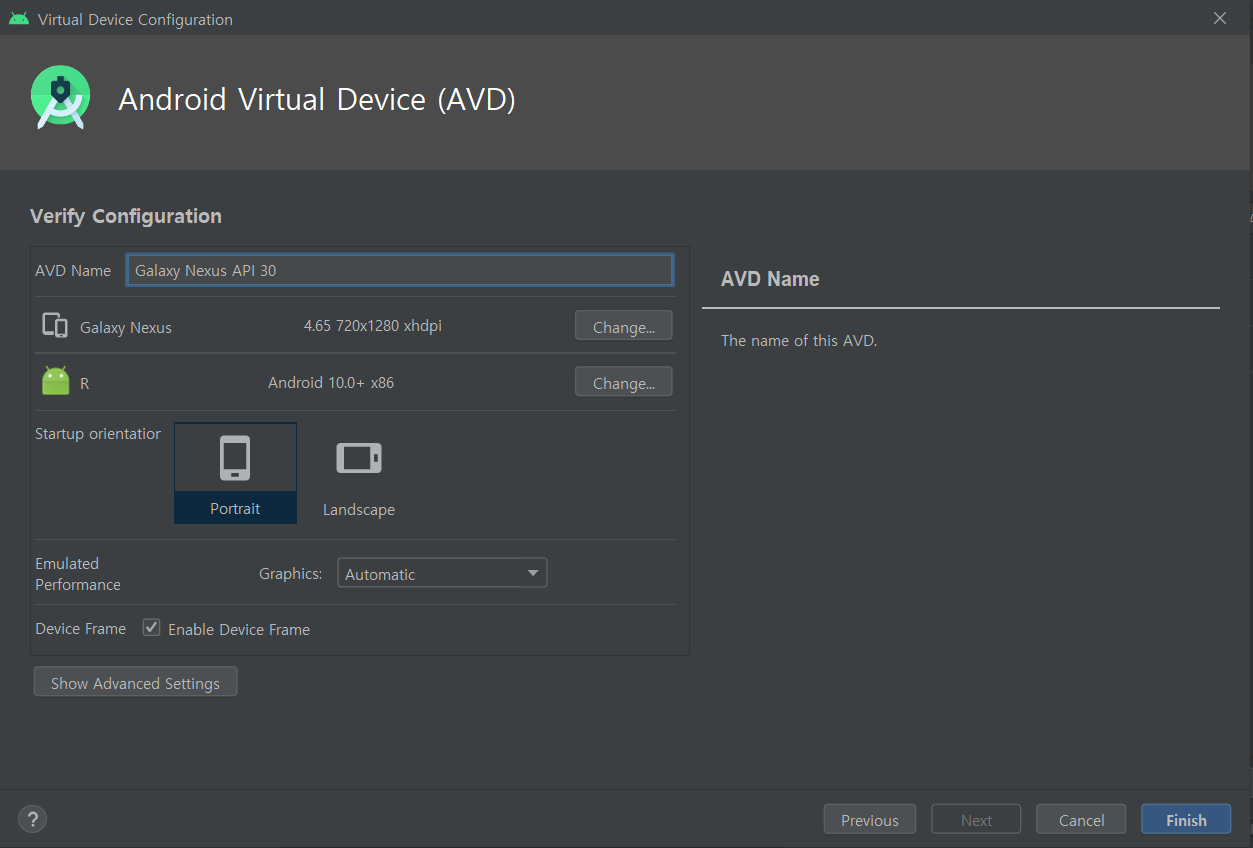 Virtual Device Configuration
Android Virtual Device (AVD)
Verify Configuration
AVD Name Galaxy Nexus API 30
Galaxy Nexus 4.65 720x1280 xhdpi Change...
R Android 10.0+ x86 Change...
Startup orientatior
Portrait
Landscape
Emulated
Performance
Graphics: Automatic
Device Frame Enable Device Frame
Show Advanced Settings
AVD Name
The name of this AVD.
?
Previous Next Cancel Finish